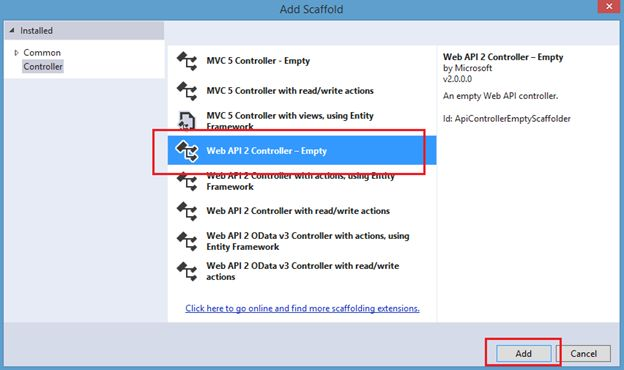 Add Scaffold
Installed
Common
Controller
MVC 5 Controller - Empty
MVC 5 Controller with read/write actions
MVC 5 Controller with views, using Entity
Framework
Web API 2 Controller – Empty
Web API 2 Controller with actions, using Entity
Framework
Web API 2 Controller with read/write actions
Web API 2 OData v3 Controller with actions, using
Entity Framework
Web API 2 OData v3 Controller with read/write
actions
Click here to go online and find more scaffolding extensions.
Web API 2 Controller – Empty
by Microsoft
v2.0.0.0
An empty Web API controller.
Id: ApiControllerEmptyScaffolder
Add
Cancel